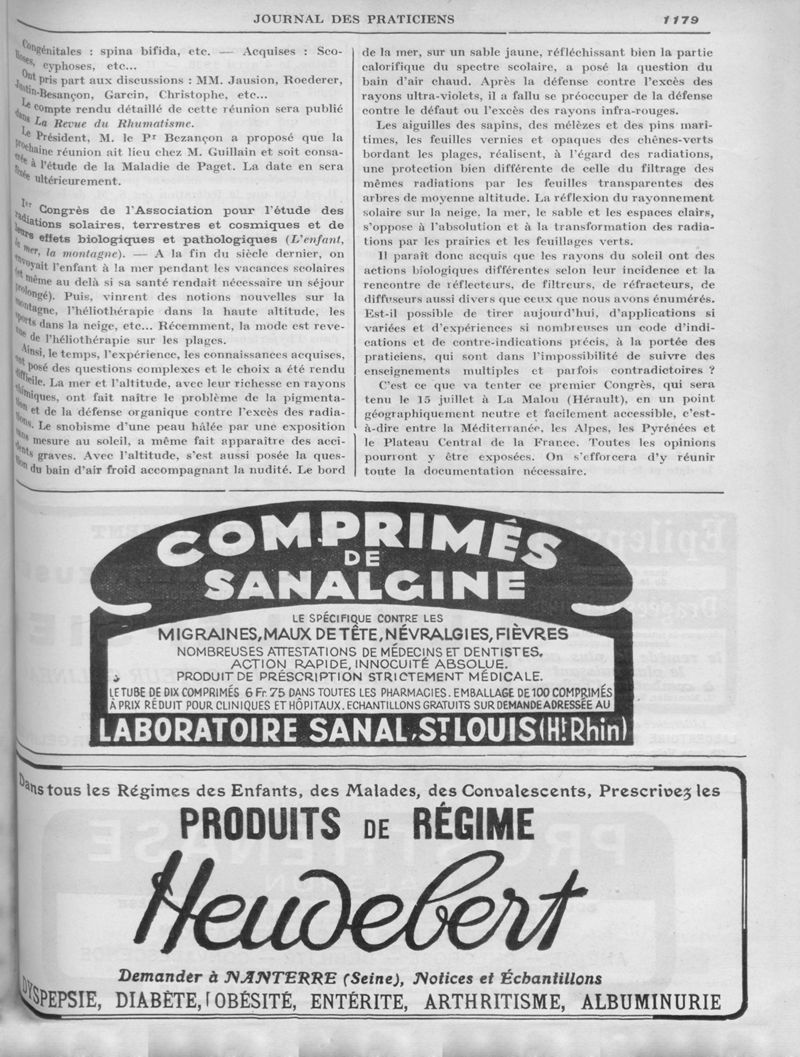 JOURNAL DES PRATICIENS
1179
Congénitales : spina bifida, etc. — Acquises : Sco-
lioses, cyphoses, etc...
Ont pris part aux discussions : MM. Jausion, Roederer,
Justin-Besançon, Garcin, Christophe, etc...
Le compte rendu détaillé de cette réunion sera publié
dans La Revue du Rhumatisme.
Le Président, M. le Pr Bezançon a proposé que la
prochaine réunion ait lieu chez M. Guillain et soit consa-
crée à l'étude de la Maladie de Paget. La date en sera
fixée ultérieurement.
Ier Congrès de l'Association pour l'étude des
radiations solaires, terrestres et cosmiques et de
leurs effets biologiques et pathologiques (L'enfant,
la mer, la montagne). — A la fin du siècle dernier, on
envoyait l'enfant à la mer pendant les vacances scolaires
et même au delà si sa santé rendait nécessaire un séjour
prolongé). Puis, vinrent des notions nouvelles sur la
montagne, l'héliothérapie dans la haute altitude, les
sports dans la neige, etc... Récemment, la mode est reve-
nue de l'héliothérapie sur les plages.
Ainsi, le temps, l'expérience, les connaissances acquises,
ont posé des questions complexes et le choix a été rendu
difficile. La mer et l'altitude, avec leur richesse en rayons
chimiques, ont fait naître le problème de la pigmenta-
tion et de la défense organique contre l'excès des radia-
tions. Le snobisme d'une peau hâlée par une exposition
sans mesure au soleil, a même fait apparaître des acci-
dents graves. Avec l'altitude, s'est aussi posée la ques-
tion du bain d'air froid accompagnant la nudité. Le bord
de la mer, sur un sable jaune, réfléchissant bien la partie
calorifique du spectre scolaire, a posé la question du
bain d'air chaud. Après la défense contre l'excès des
rayons ultra-violets, il a fallu se préoccuper de la défense
contre le défaut ou l'excès des rayons infra-rouges.
Les aiguilles des sapins, des mélèzes et des pins mari-
times, les feuilles vernies et opaques des chênes-verts
bordant les plages, réalisent, à l'égard des radiations,
une protection bien différente de celle du filtrage des
mêmes radiations par les feuilles transparentes des
arbres de moyenne altitude. La réflexion du rayonnement
solaire sur la neige, la mer, le sable et les espaces clairs,
s'oppose à l'absolution et à la transformation des radia-
tions par les prairies et les feuillages verts.
Il paraît donc acquis que les rayons du soleil ont des
actions biologiques différentes selon leur incidence et la
rencontre de réflecteurs, de filtreurs, de réfracteurs, de
diffuseurs aussi divers que ceux que nous avons énumérés.
Est-il possible de tirer aujourd'hui, d'applications si
variées et d'expériences si nombreuses un code d'indi-
cations et de contre-indications précis, à la portée des
praticiens, qui sont dans l'impossibilité de suivre des
enseignements multiples et parfois contradictoires ?
C'est ce que va tenter ce premier Congrès, qui sera
tenu le 15 juillet à La Malou (Hérault), en un point
géographiquement neutre et facilement accessible, c'est-
à-dire entre la Méditerranée, les Alpes, les Pyrénées et
le Plateau Central de la France. Toutes les opinions
pourront y être exposées. On s'efforcera d'y réunir
toute la documentation nécessaire.
COMPRIMÉS
DE
SANALGINE
LE SPÉCIFIQUE CONTRE LES
MIGRAINES, MAUX DE TÊTE, NÉVRALGIES, FIÈVRES
NOMBREUSES ATTESTATIONS DE MÉDECINS ET DENTISTES.
ACTION RAPIDE, INNOCUITÉ ABSOLUE.
PRODUIT DE PRÉSCRIPTION STRICTEMENT MÉDICALE.
LE TUBE DE DIX COMPRIMÉS 6 Fr. 75 DANS TOUTES LES PHARMACIES. EMBALLAGE DE 100 COMPRIMÉS
À PRIX RÉDUIT POUR CLINIQUES ET HÔPITAUX. ECHANTILLONS GRATUITS SUR DEMANDE ADRESSÉE AU
LABORATOIRE SANAL, ST LOUIS (Ht Rhin)
Dans tous les Régimes des Enfants, des Malades, des Convalescents, Prescrivez les
PRODUITS DE RÉGIME
Heudebert
Demander à NANTERRE (Seine), Notices et Échantillons
DYSPEPSIE, DIABÈTE, OBÉSITÉ, ENTÉRITE, ARTHRITISME, ALBUMINURIE